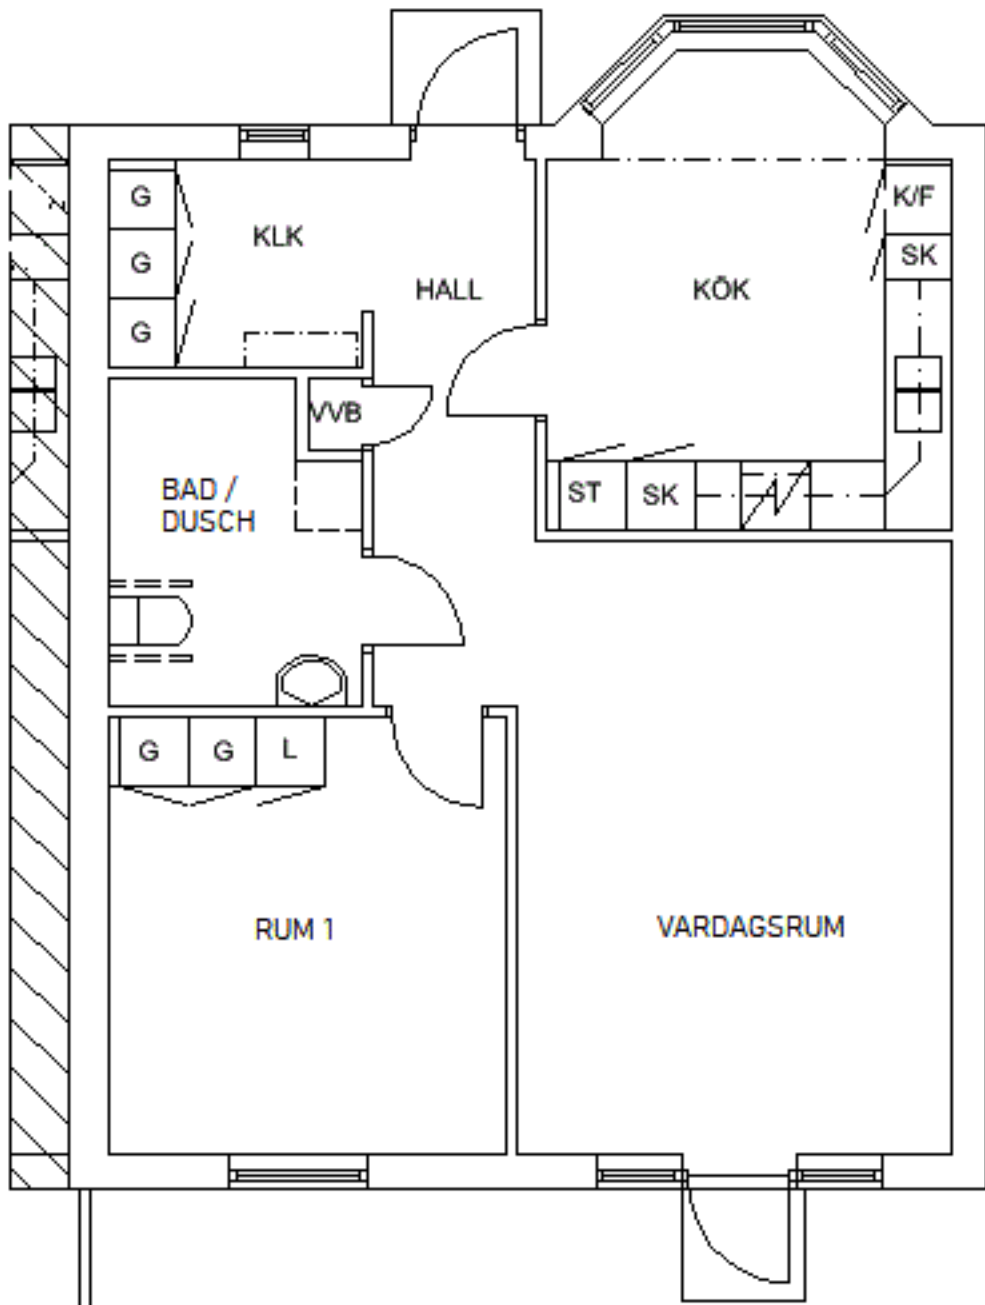 G
K/F
KLK
SK
G
HALL
KÖK
G
VVB
BAD /
DUSCH
ST
SK
G
G
L
RUM 1
VARDAGSRUM